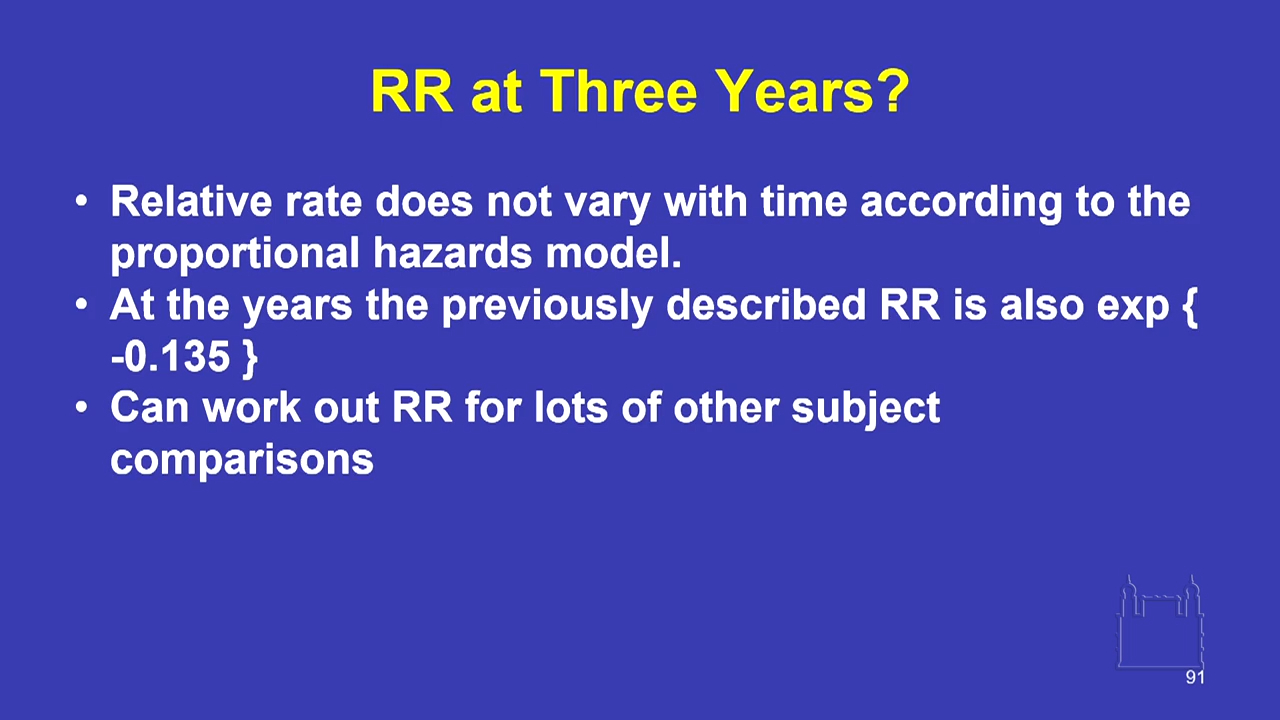 RR at Three Years?
• Relative rate does not vary with time according to the
proportional hazards model.
• At the years the previously described RR is also exp {
-0.135 }
• Can work out RR for lots of other subject
comparisons
91